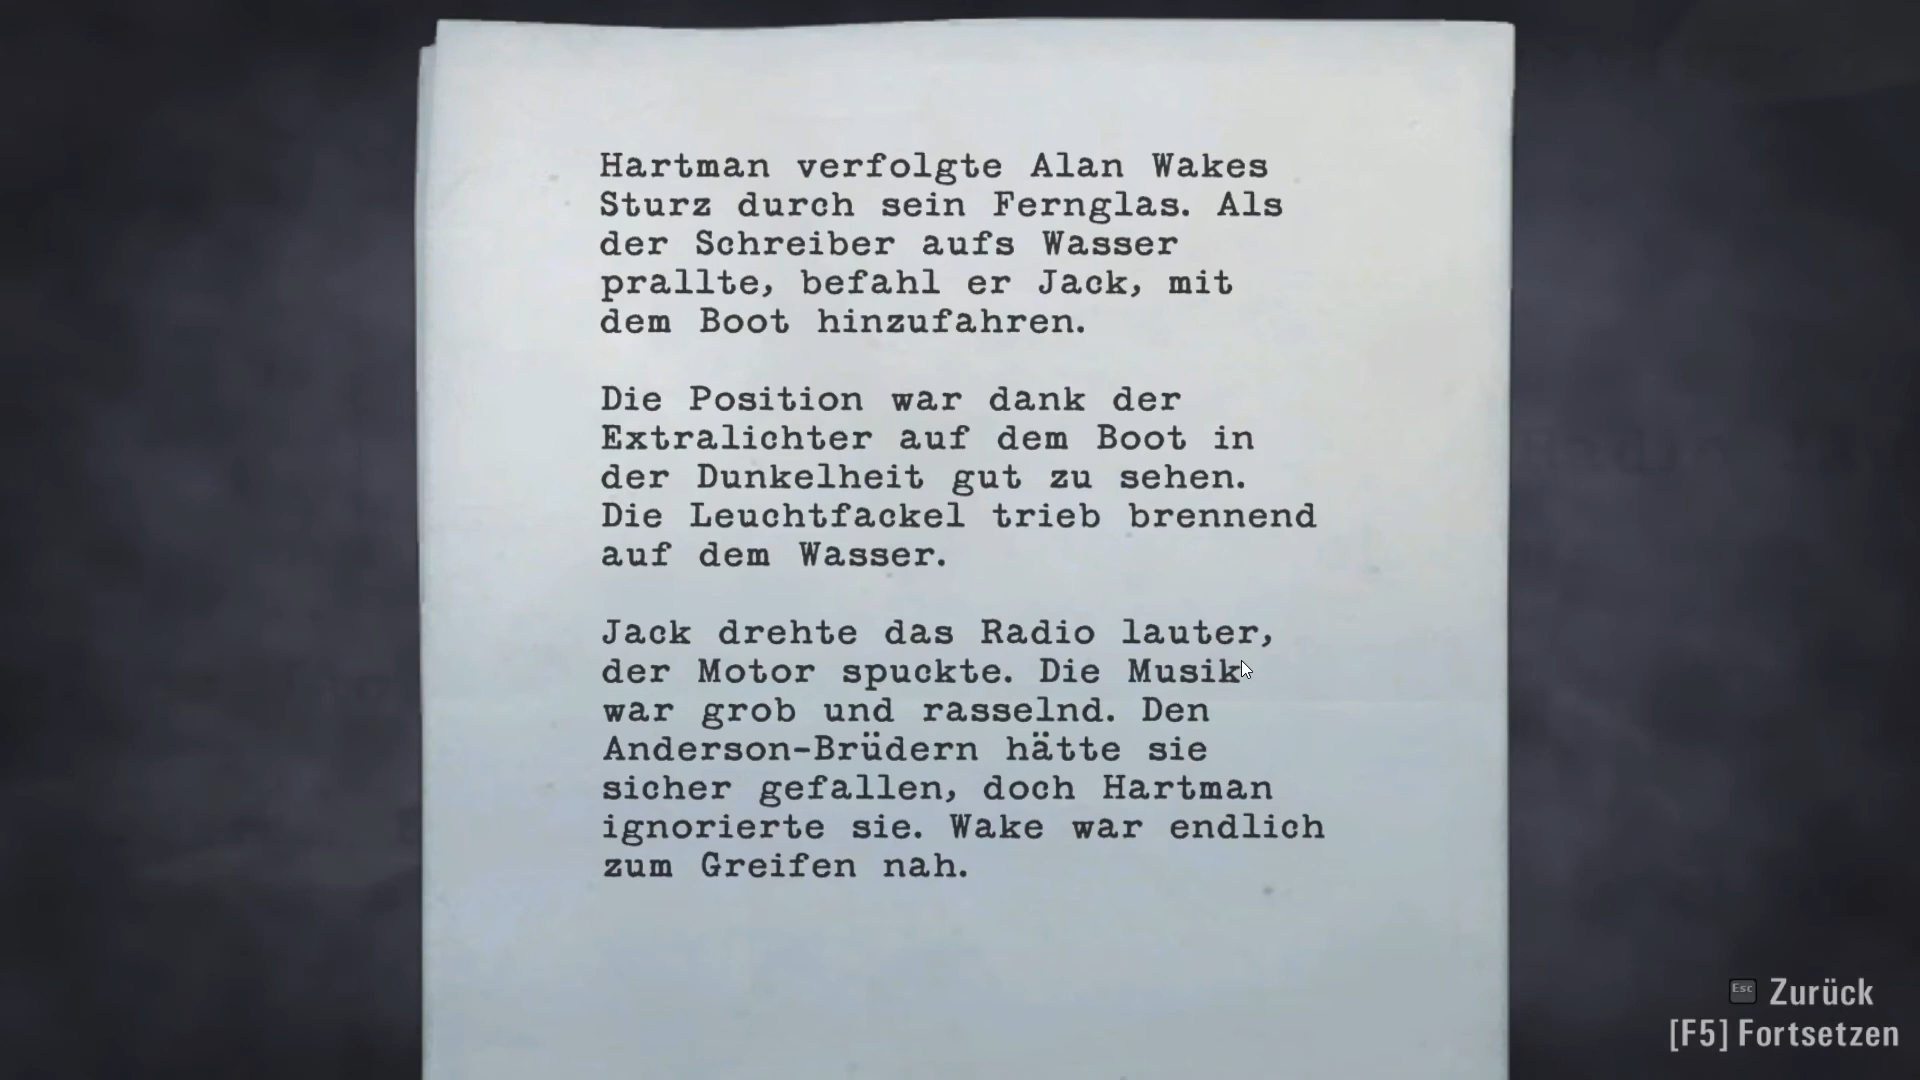 Hartman verfolgte Alan Wakes
Sturz durch sein Fernglas. Als
der Schreiber aufs Wasser
prallte, befahl er Jack, mit
dem Boot hinzufahren.
Die Position war dank der
Extralichter auf dem Boot in
der Dunkelheit gut zu sehen.
Die Leuchtfackel trieb brennend
auf dem Wasser.
Jack drehte das Radio lauter,
der Motor spuckte. Die Musik
war grob und rasselnd. Den
Anderson-Brüdern hätte sie
sicher gefallen, doch Hartman
ignorierte sie. Wake war endlich
zum Greifen nah.
Esc Zurück
[F5] Fortsetzen